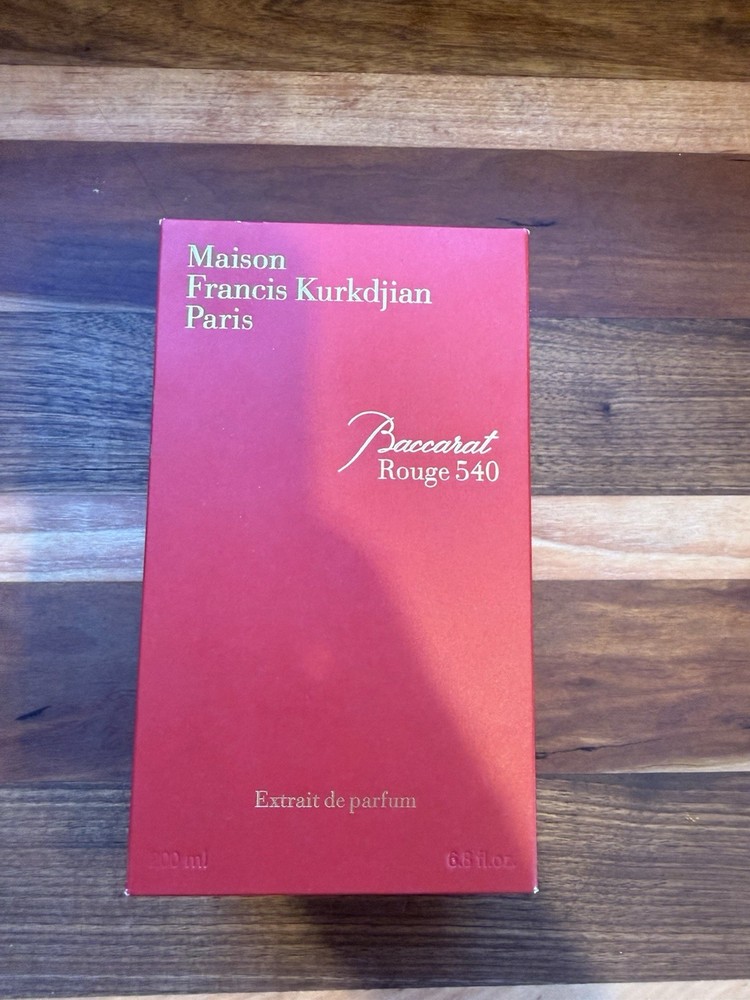 Maison
Francis Kurkdjian
Paris
Baccarat
Rouge 540
Extrait de parfum
200 ml 6.8 fl.oz.